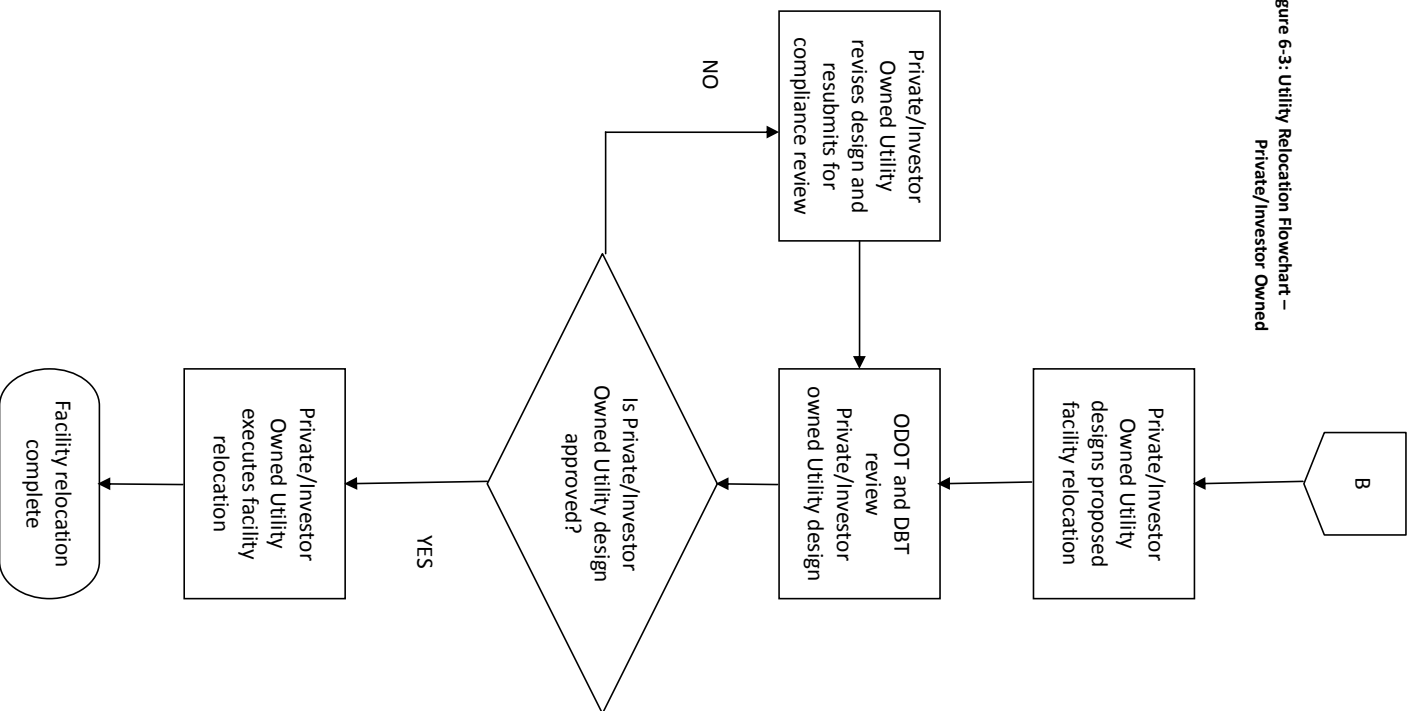 gure 6-3: Utility Relocation Flowchart –
Private/Investor Owned
B
Private/Investor
Owned Utility
designs proposed
facility relocation
ODOT and DBT
review
Private/Investor
owned Utility design
Private/Investor
Owned Utility
revises design and
resubmits for
compliance review
Is Private/Investor
Owned Utility design
approved?
NO
YES
Private/Investor
Owned Utility
executes facility
relocation
Facility relocation
complete